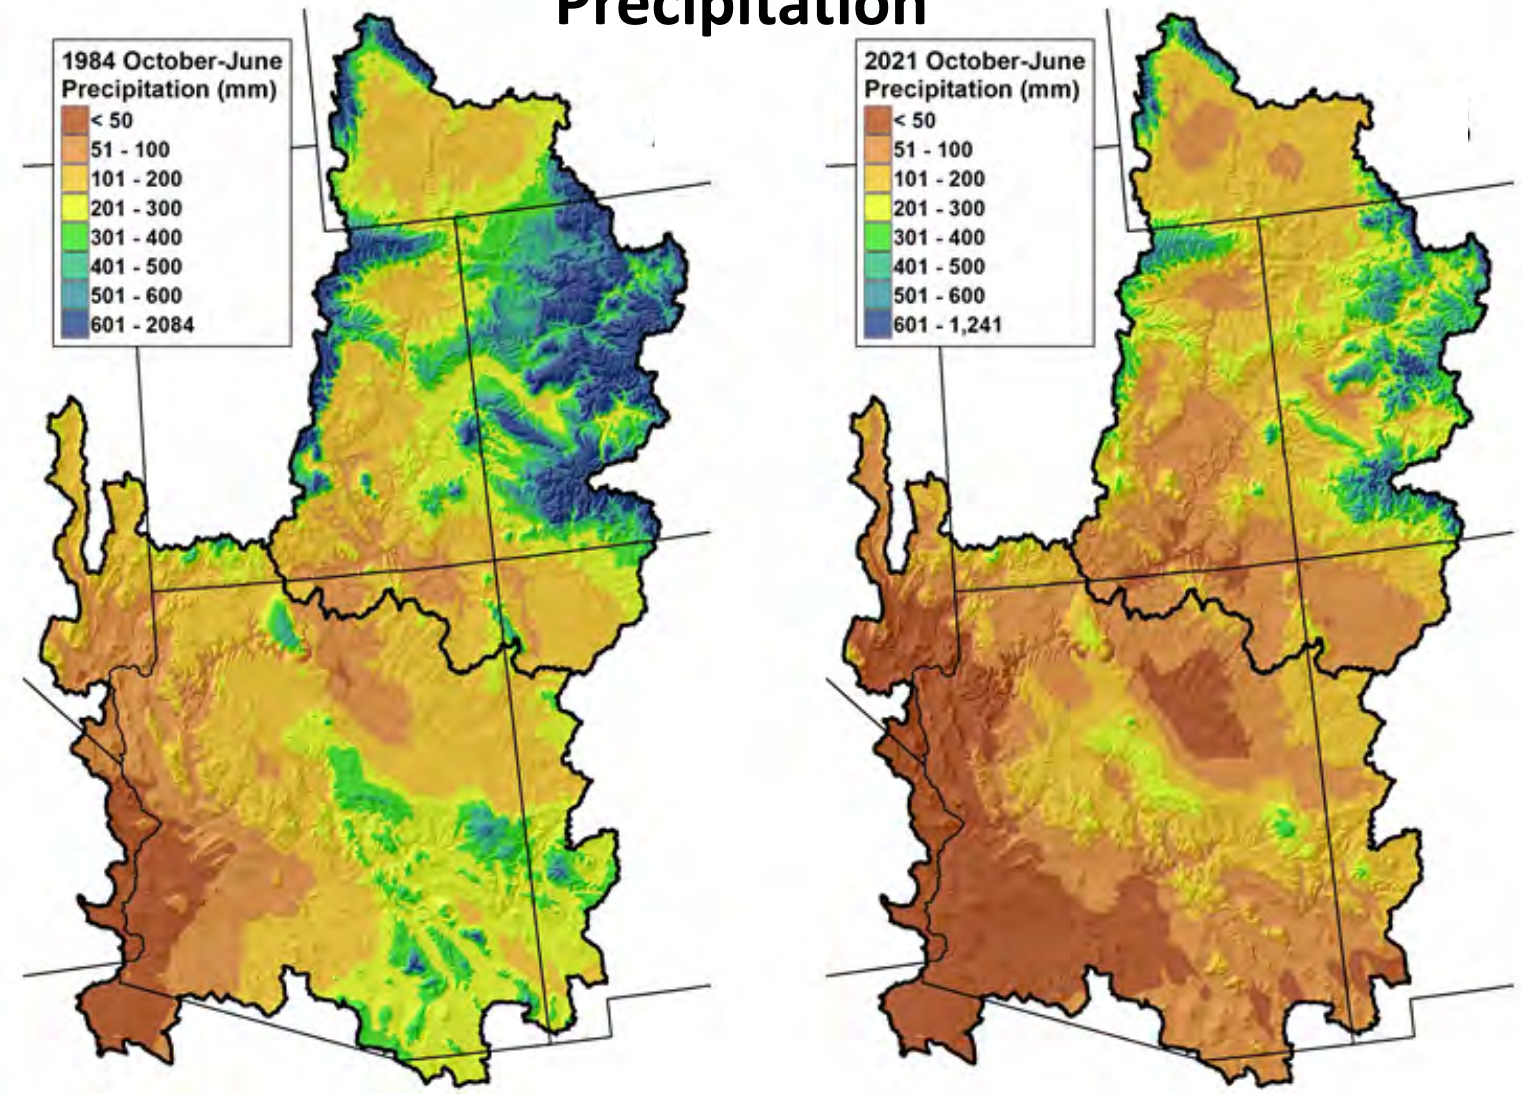 Precipitation
1984 October-June
Precipitation (mm)
< 50
51 - 100
101 - 200
201 - 300
301 - 400
401 - 500
501 - 600
601 - 2084
2021 October-June
Precipitation (mm)
< 50
51 - 100
101 - 200
201 - 300
301 - 400
401 - 500
501 - 600
601 - 1,241